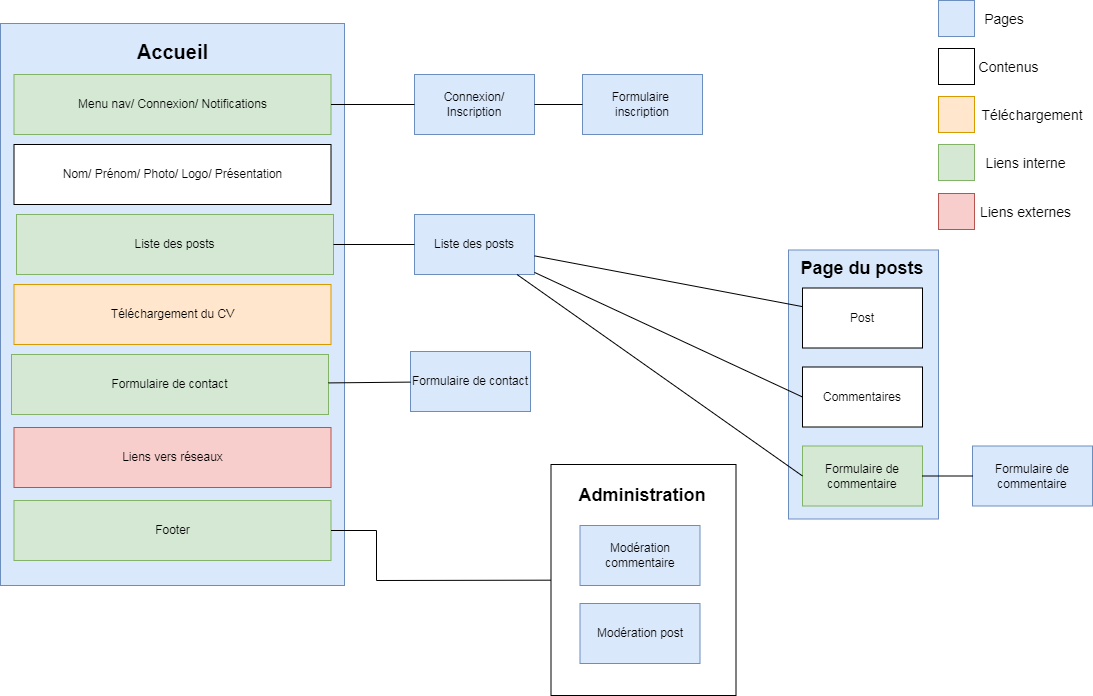 Accueil
Menu nav/ Connexion/ Notifications
Nom/ Prénom/ Photo/ Logo/ Présentation
Liste des posts
Téléchargement du CV
Formulaire de contact
Liens vers réseaux
Footer
Connexion/
Inscription
Formulaire
inscription
Liste des posts
Formulaire de contact
Administration
Modération
commentaire
Modération post
Page du posts
Post
Commentaires
Formulaire de
commentaire
Formulaire de
commentaire
Pages
Contenus
Téléchargement
Liens interne
Liens externes